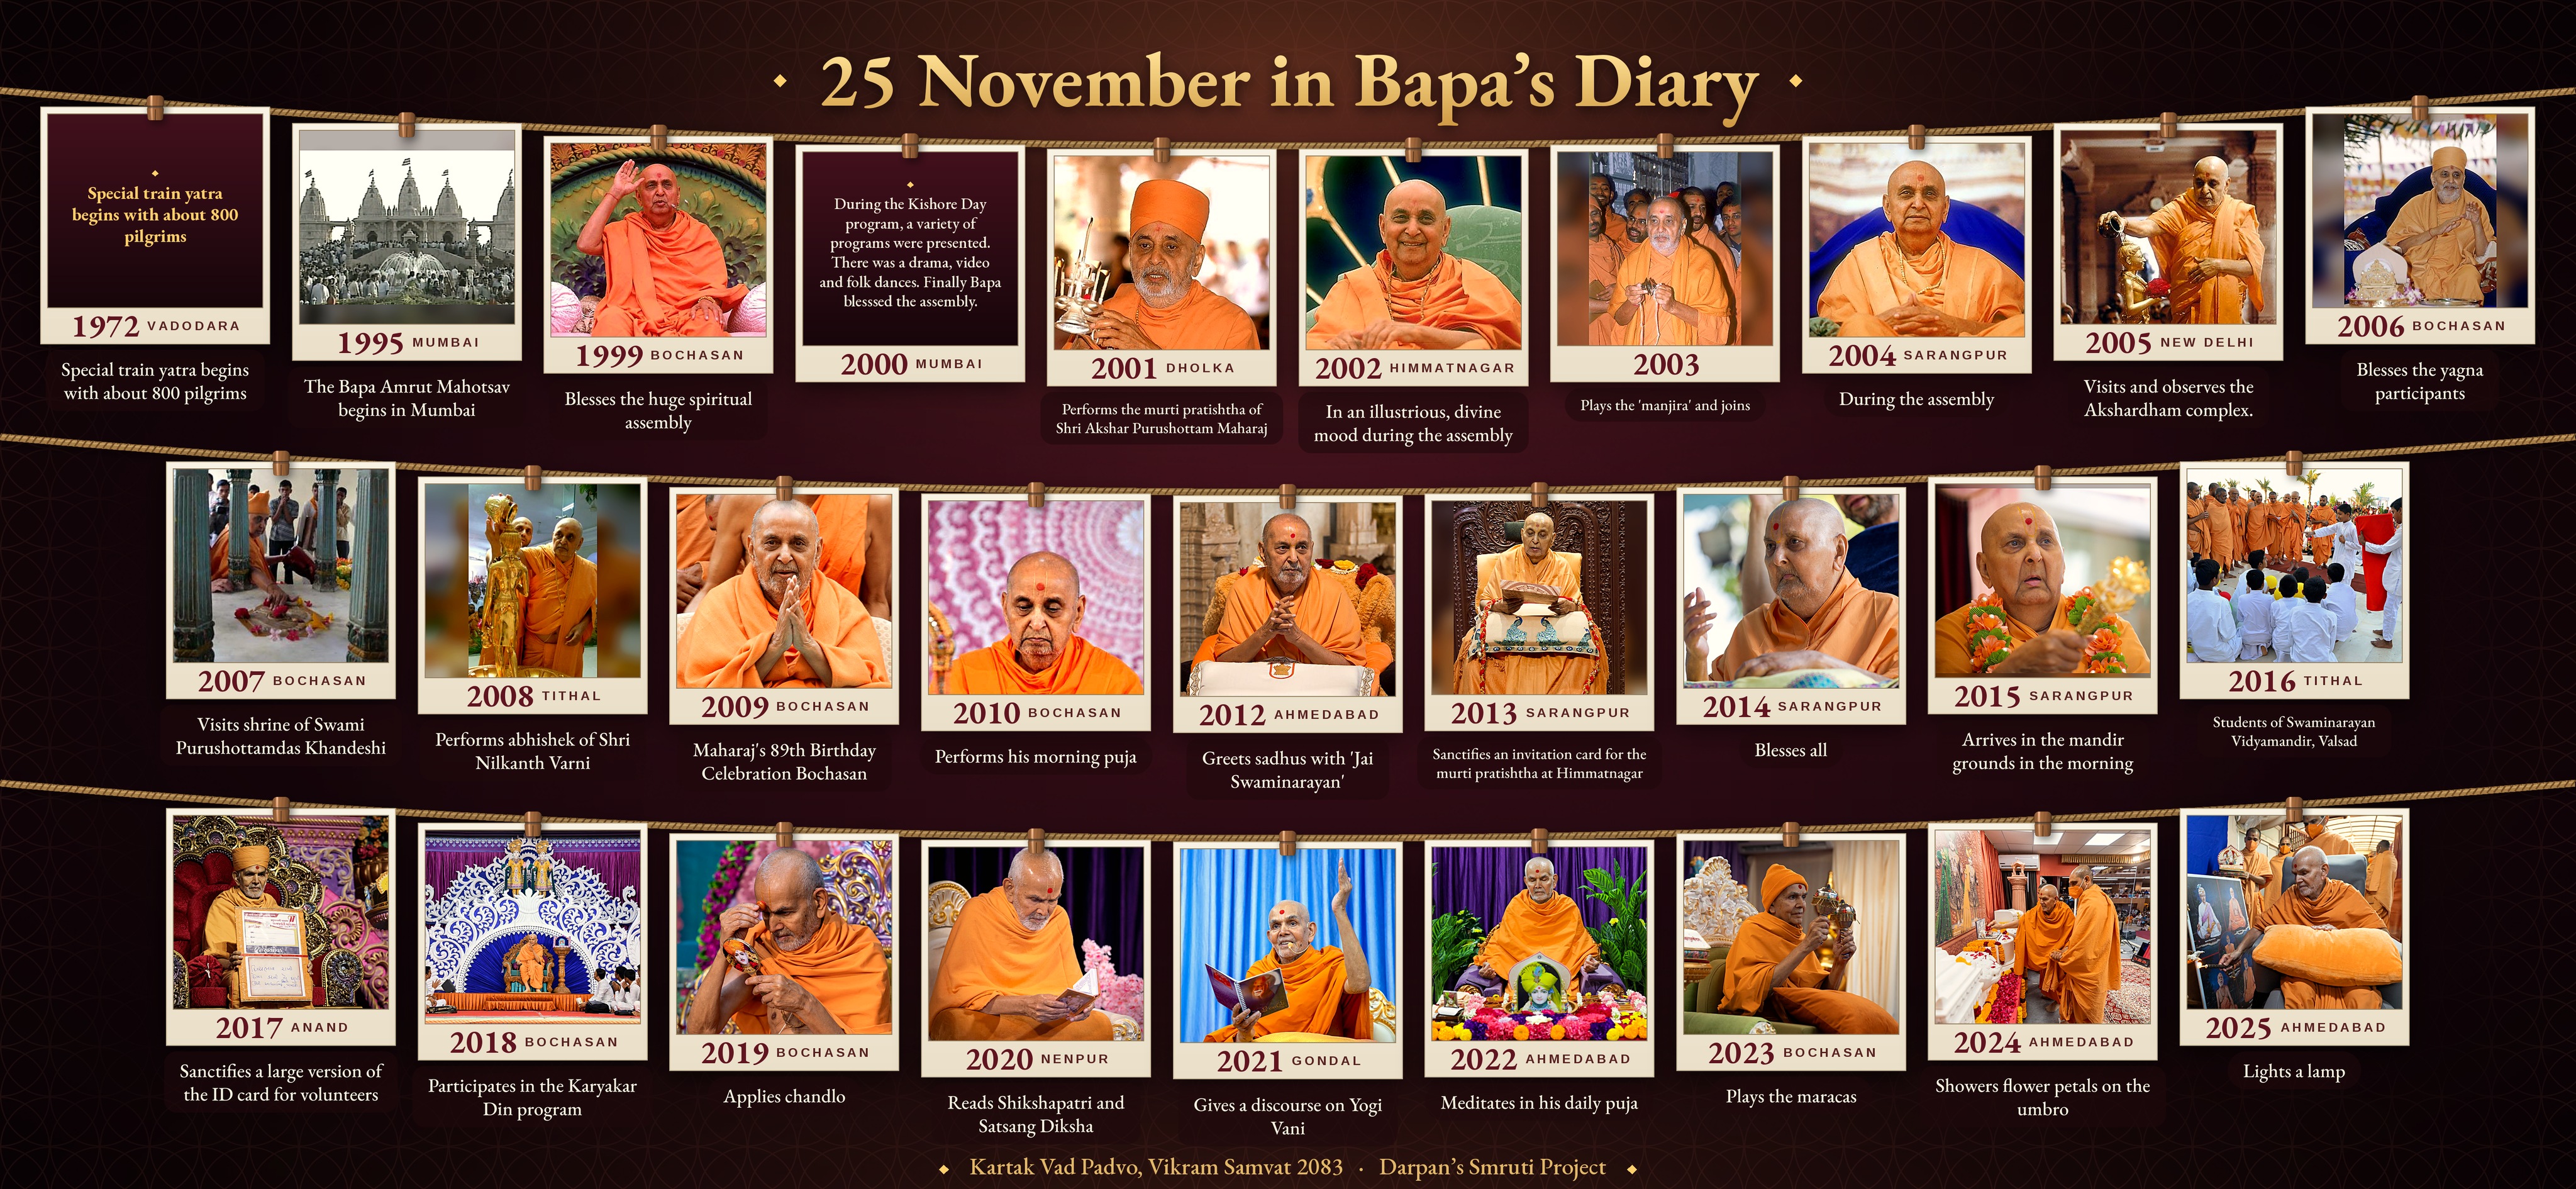 25 November in Bapa's Diary
Special train yatra
begins with about 800
pilgrims
1972 VADODARA
Special train yatra begins
with about 800 pilgrims
1995 MUMBAI
The Bapa Amrut Mahotsav
begins in Mumbai
1999 BOCHASAN
Blesses the huge spiritual
assembly
During the Kishore Day
program, a variety of
programs were presented.
There was a drama, video
and folk dances. Finally Bapa
blesssed the assembly.
2000 MUMBAI
2001 DHOLKA
Performs the murti pratishtha of
Shri Akshar Purushottam Maharaj
2002 HIMMATNAGAR
In an illustrious, divine
mood during the assembly
2003
Plays the 'manjira' and joins
2004 SARANGPUR
During the assembly
2005 NEW DELHI
Visits and observes the
Akshardham complex.
2006 BOCHASAN
Blesses the yagna
participants
2007 BOCHASAN
Visits shrine of Swami
Purushottamdas Khandeshi
2008 TITHAL
Performs abhishek of Shri
Nilkanth Varni
2009 BOCHASAN
Maharaj's 89th Birthday
Celebration Bochasan
2010 BOCHASAN
Performs his morning puja
2012 AHMEDABAD
Greets sadhus with 'Jai
Swaminarayan'
2013 SARANGPUR
Sanctifies an invitation card for the
murti pratishtha at Himmatnagar
2014 SARANGPUR
Blesses all
2015 SARANGPUR
Arrives in the mandir
grounds in the morning
2016 TITHAL
Students of Swaminarayan
Vidyamandir, Valsad
2017 ANAND
Sanctifies a large version of
the ID card for volunteers
2018 BOCHASAN
Participates in the Karyakar
Din program
2019 BOCHASAN
Applies chandlo
2020 NENPUR
Reads Shikshapatri and
Satsang Diksha
2021 GONDAL
Gives a discourse on Yogi
Vani
2022 AHMEDABAD
Meditates in his daily puja
2023 BOCHASAN
Plays the maracas
2024 AHMEDABAD
Showers flower petals on the
umbro
2025 AHMEDABAD
Lights a lamp
Kartak Vad Padvo, Vikram Samvat 2083 · Darpan's Smruti Project